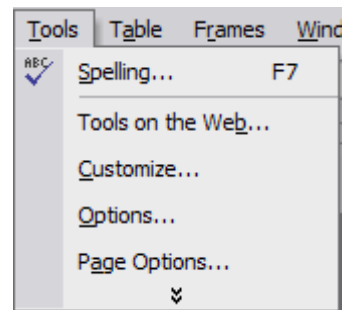 Tools Table Frames Wind
ABC Spelling... F7
Tools on the Web...
Customize...
Options...
Page Options...